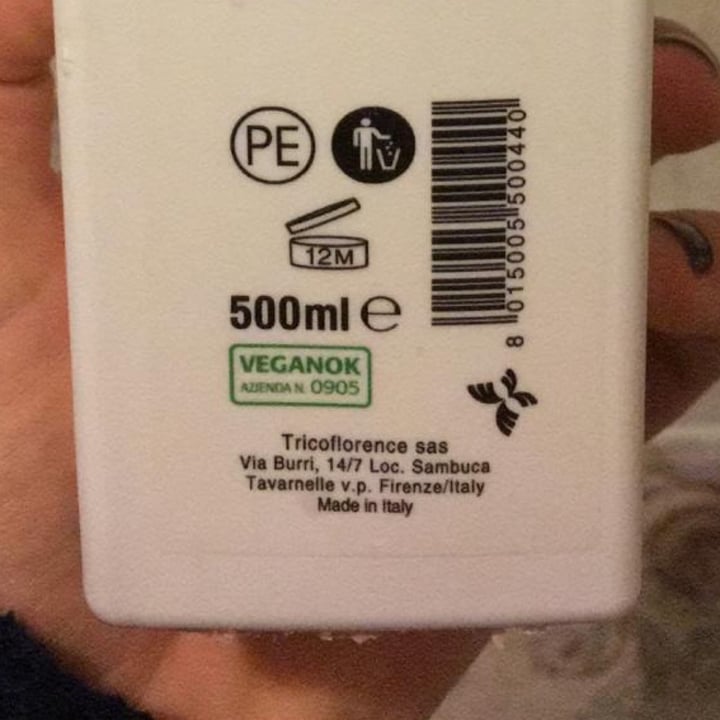 PE
12M
500ml e
VEGANOK
AZIENDA N. 0905
8 015005 500440
Tricoflorence sas
Via Burri, 14/7 Loc. Sambuca
Tavarnelle v.p. Firenze/Italy
Made in Italy